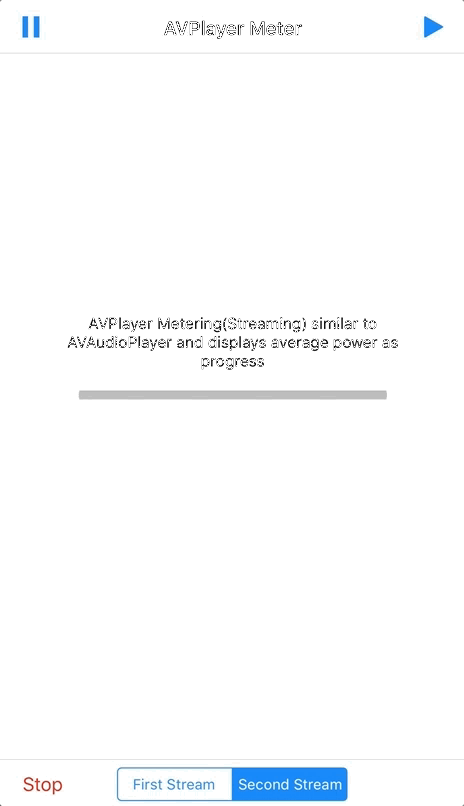 AVPlayer Meter
AVPlayer Metering(Streaming) similar to
AVAudioPlayer and displays average power as
progress
Stop
First Stream
Second Stream